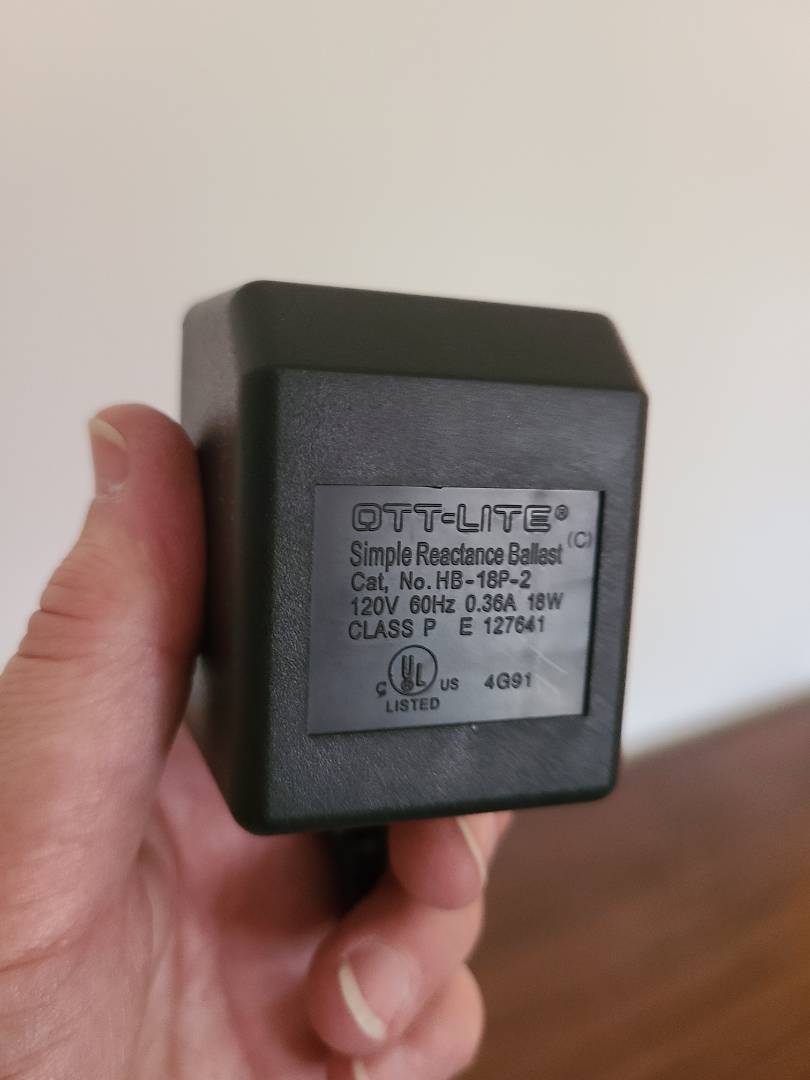 OTT-LITE®
(C)
Simple Reactance Ballast
Cat, No. HB-18P-2
120V 60Hz 0.36A 18W
CLASS P E 127641
C UL US 4G91
LISTED